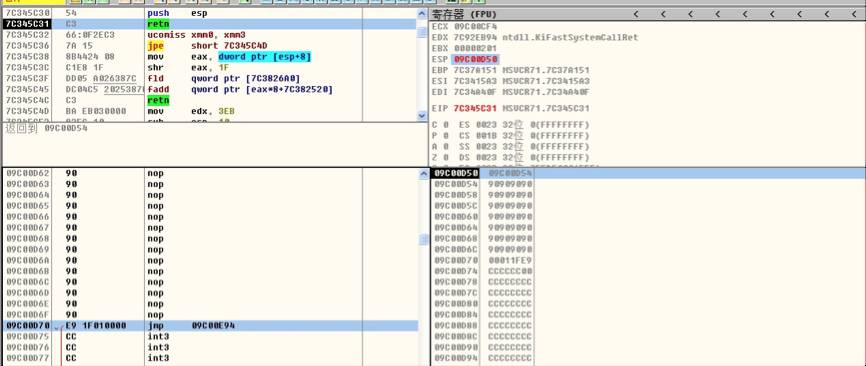 7C345C30 54 push esp
7C345C31 C3 retn
7C345C32 66:0F2EC3 ucomiss xmm0, xmm3
7C345C36 7A 15 jpe short 7C345C4D
7C345C38 8B4424 08 mov eax, dword ptr [esp+8]
7C345C3C C1E8 1F shr eax, 1F
7C345C3F DD05 A026387C fld qword ptr [7C3826A0]
7C345C45 DC04C5 2025387C fadd qword ptr [eax*8+7C382520]
7C345C4C C3 retn
7C345C4D BA EB030000 mov edx, 3EB
返回到 09C00D54
寄存器 (FPU) < < < < < < < <
ECX 09C00CF4
EDX 7C92EB94 ntdll.KiFastSystemCallRet
EBX 00000201
ESP 09C00D50
EBP 7C37A151 MSVCR71.7C37A151
ESI 7C3415A3 MSVCR71.7C3415A3
EDI 7C34A40F MSVCR71.7C34A40F
EIP 7C345C31 MSVCR71.7C345C31
C 0 ES 0023 32位 0(FFFFFFFF)
P 0 CS 001B 32位 0(FFFFFFFF)
A 0 SS 0023 32位 0(FFFFFFFF)
Z 0 DS 0023 32位 0(FFFFFFFF)
09C00D62 90 nop
09C00D63 90 nop
09C00D64 90 nop
09C00D65 90 nop
09C00D66 90 nop
09C00D67 90 nop
09C00D68 90 nop
09C00D69 90 nop
09C00D6A 90 nop
09C00D6B 90 nop
09C00D6C 90 nop
09C00D6D 90 nop
09C00D6E 90 nop
09C00D6F 90 nop
09C00D70 E9 1F010000 jmp 09C00E94
09C00D75 CC int3
09C00D76 CC int3
09C00D77 CC int3
09C00D50 09C00D54
09C00D54 90909090
09C00D58 90909090
09C00D5C 90909090
09C00D60 90909090
09C00D64 90909090
09C00D68 90909090
09C00D6C 90909090
09C00D70 00011FE9
09C00D74 CCCCCC00
09C00D78 CCCCCCCC
09C00D7C CCCCCCCC
09C00D80 CCCCCCCC
09C00D84 CCCCCCCC
09C00D88 CCCCCCCC
09C00D8C CCCCCCCC
09C00D90 CCCCCCCC
09C00D94 CCCCCCCC